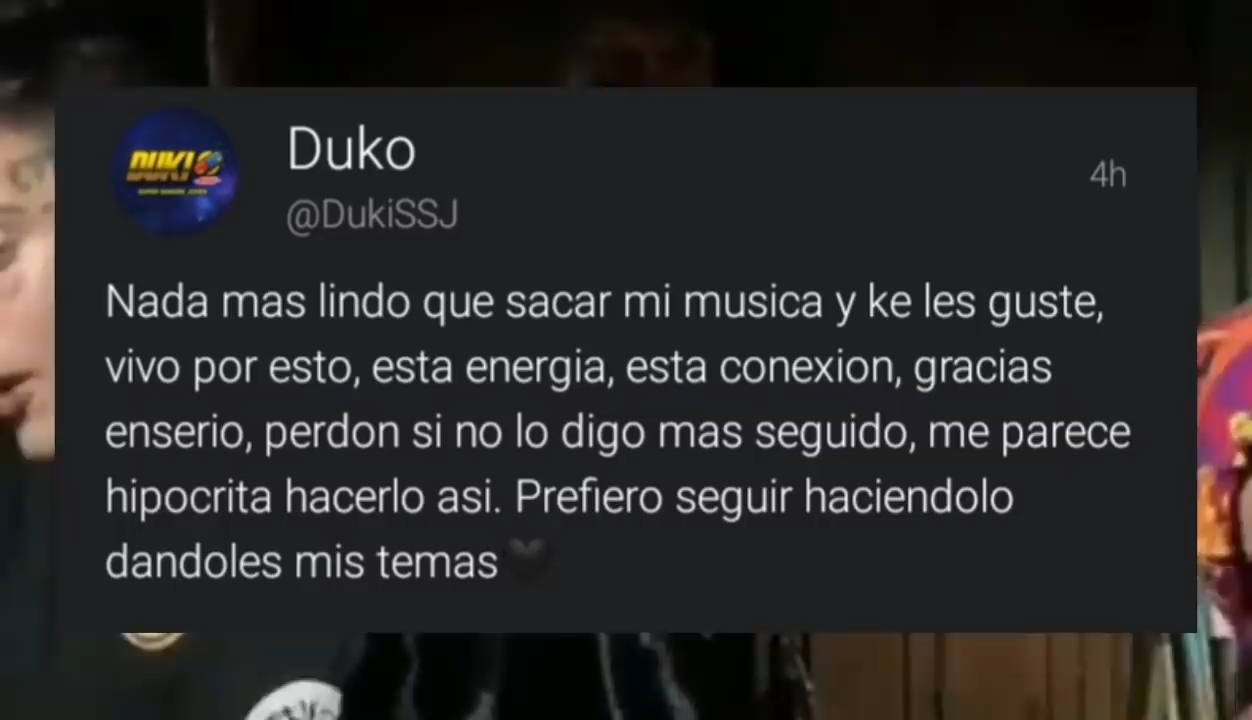 DUKI
Duko
4h
@DukiSSJ
Nada mas lindo que sacar mi musica y ke les guste,
vivo por esto, esta energia, esta conexion, gracias
enserio, perdon si no lo digo mas seguido, me parece
hipocrita hacerlo asi. Prefiero seguir haciendolo
dandoles mis temas🖤